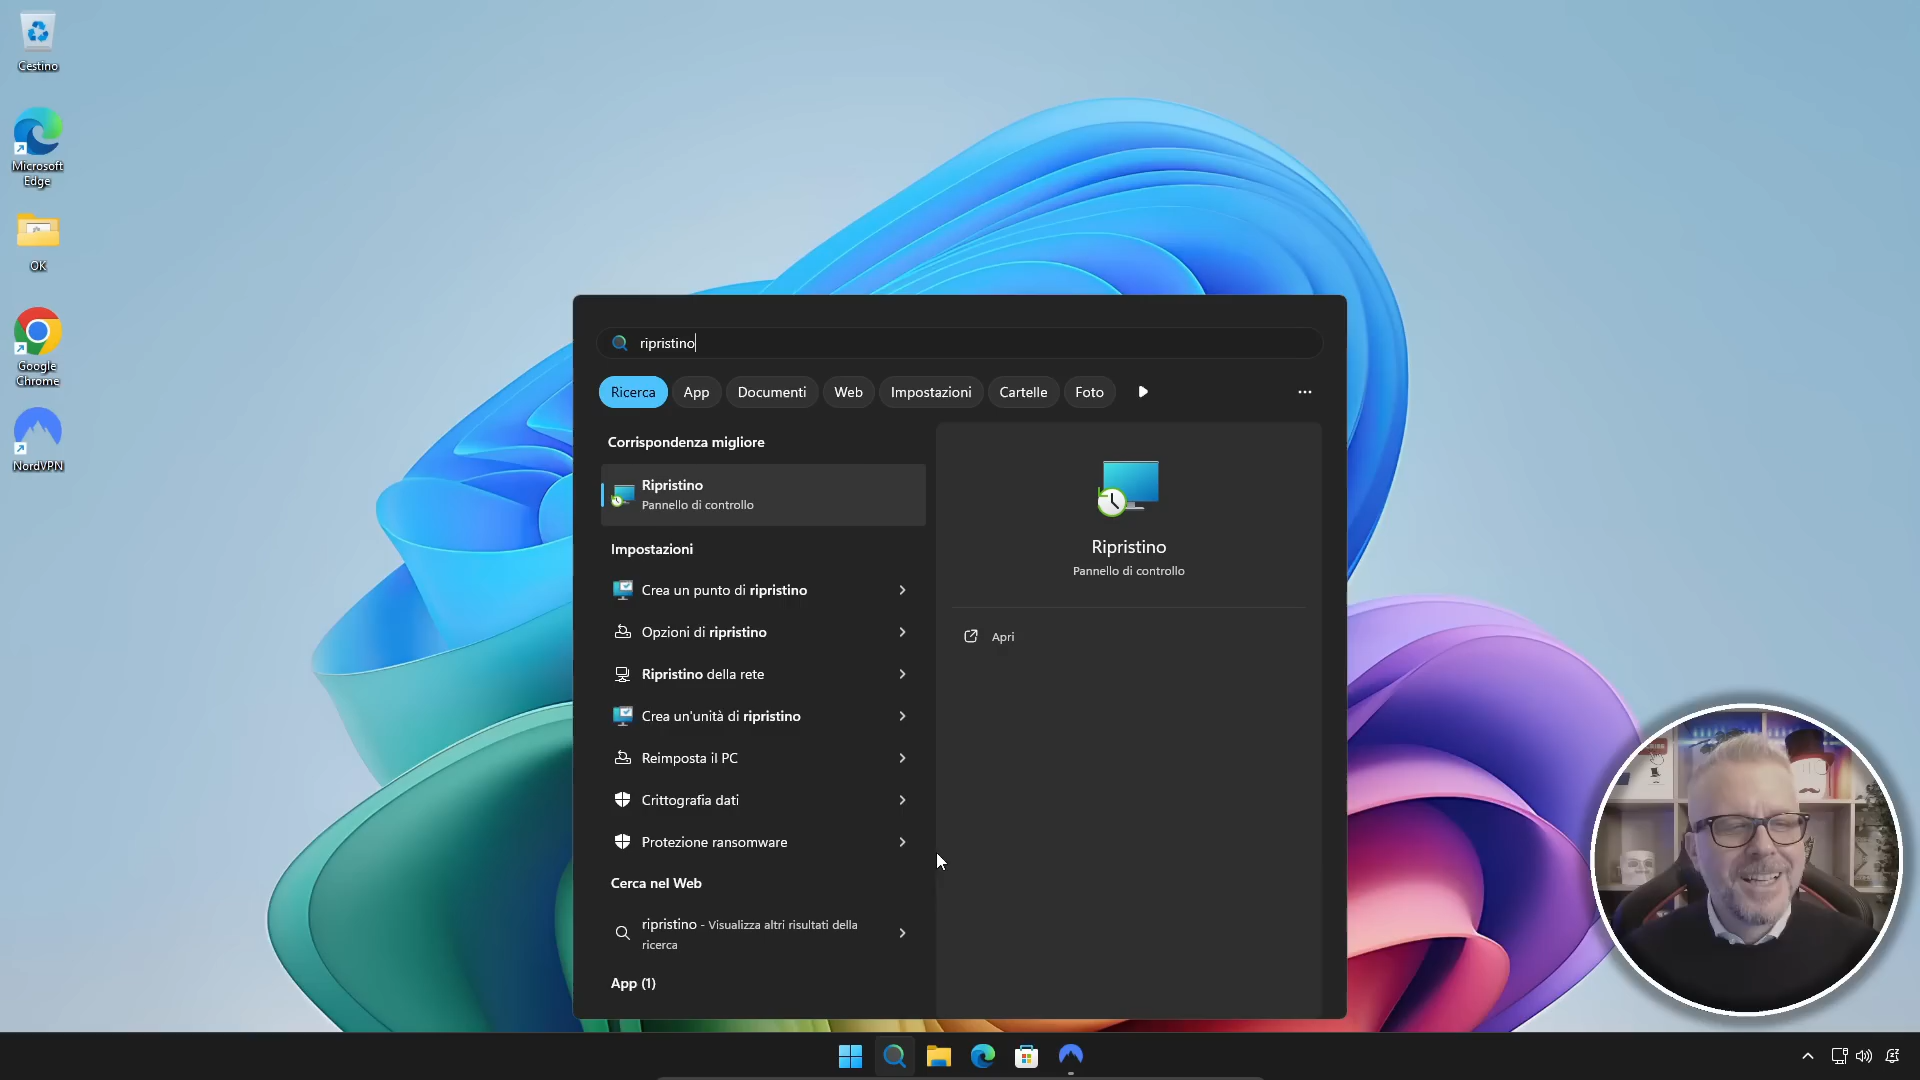 Cestino
Microsoft
Edge
OK
Google
Chrome
NordVPN
ripristino
Ricerca
App
Documenti
Web
Impostazioni
Cartelle
Foto
Corrispondenza migliore
Ripristino
Pannello di controllo
Impostazioni
Crea un punto di ripristino
Opzioni di ripristino
Ripristino della rete
Crea un'unità di ripristino
Reimposta il PC
Crittografia dati
Protezione ransomware
Cerca nel Web
ripristino - Visualizza altri risultati della
ricerca
App (1)
Ripristino
Pannello di controllo
Apri